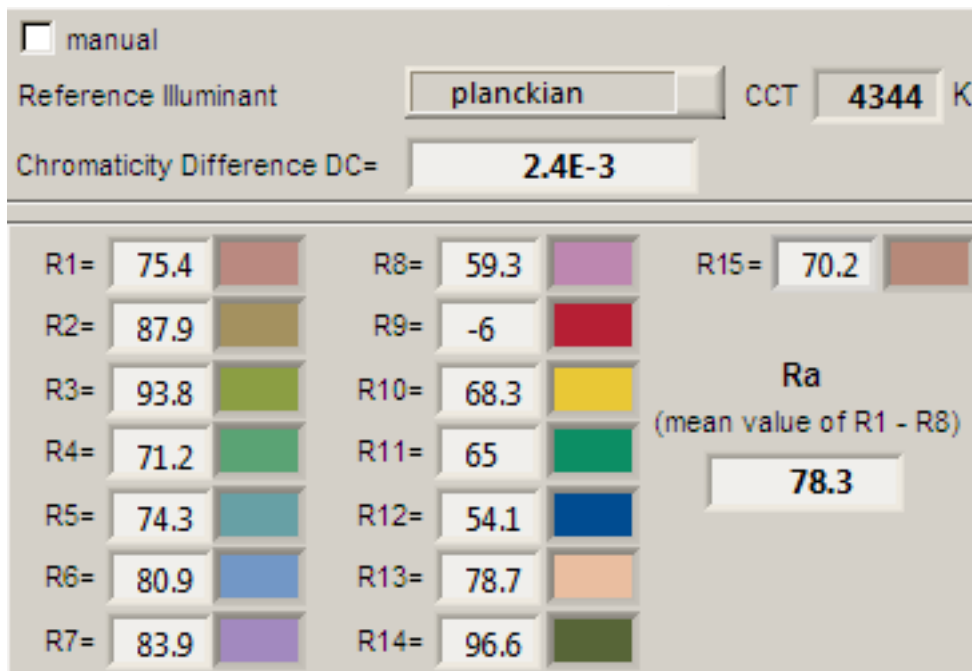 manual
Reference Illuminant planckian CCT 4344 K
Chromaticity Difference DC= 2.4E-3
R1= 75.4 R8= 59.3 R15= 70.2
R2= 87.9 R9= -6
R3= 93.8 R10= 68.3 Ra
(mean value of R1 - R8)
R4= 71.2 R11= 65
78.3
R5= 74.3 R12= 54.1
R6= 80.9 R13= 78.7
R7= 83.9 R14= 96.6